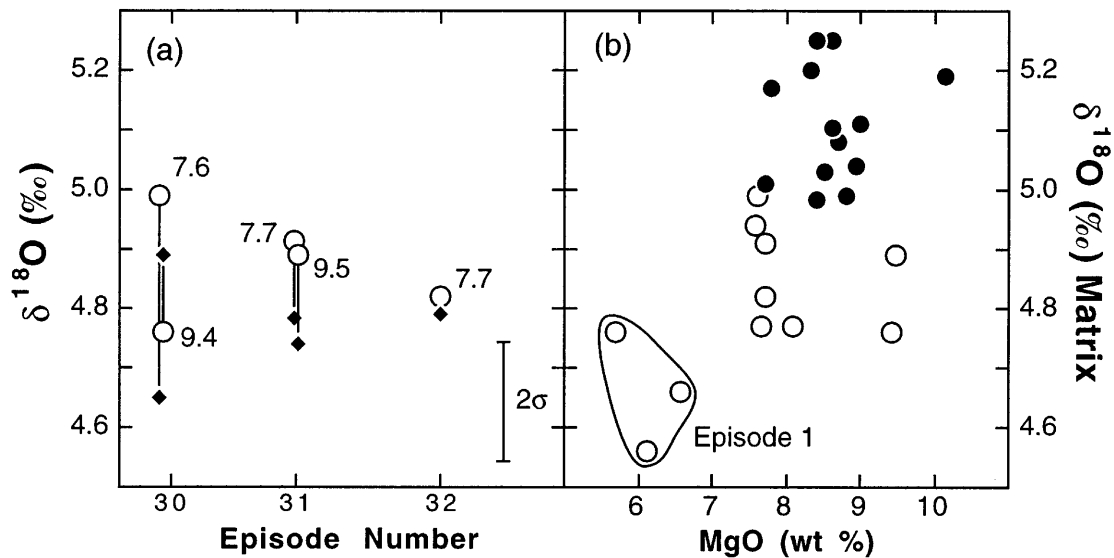 (a)
(b)
5.2
5.0
4.8
4.6
δ18O (‰)
7.6
9.4
7.7
9.5
7.7
2σ
30
31
32
Episode Number
Episode 1
6
7
8
9
10
MgO (wt %)
5.2
5.0
4.8
4.6
δ18O (‰) Matrix